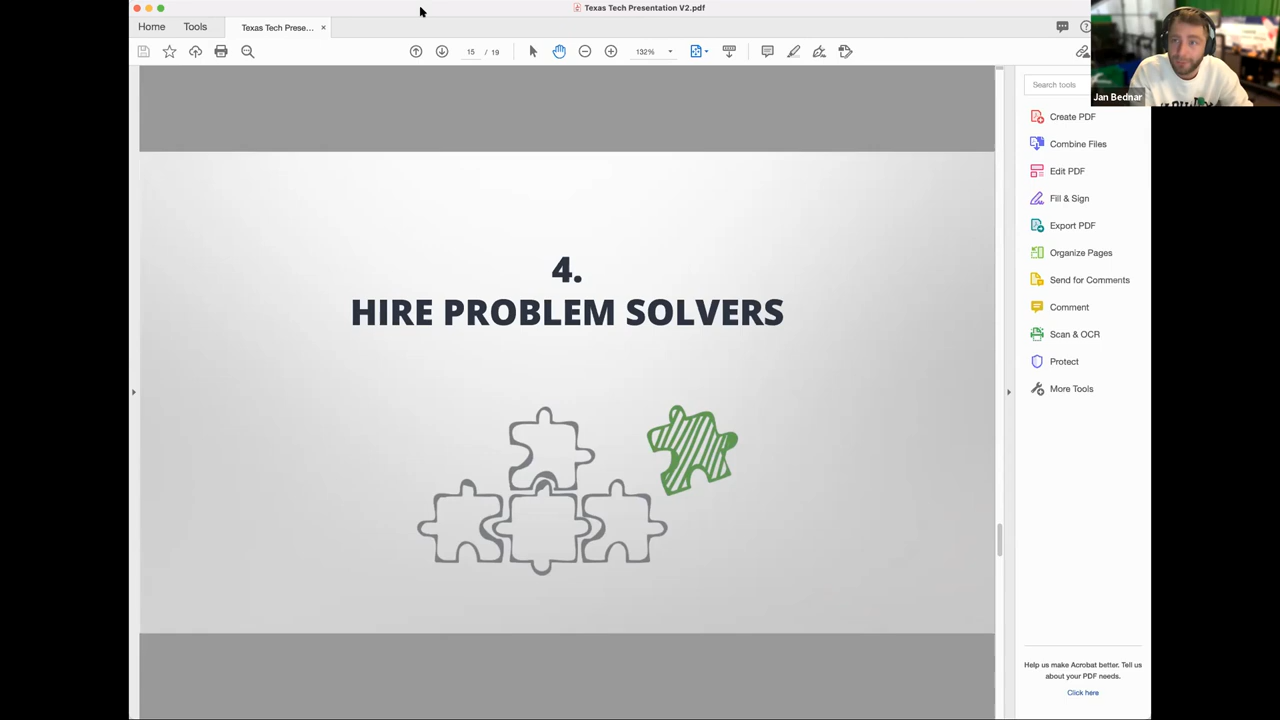 Texas Tech Presentation V2.pdf
Home
Tools
Texas Tech Prese...
×
15 / 19
132%
Jan Bednar
Search tools
Create PDF
Combine Files
Edit PDF
Fill & Sign
Export PDF
Organize Pages
Send for Comments
Comment
Scan & OCR
Protect
More Tools
4.
HIRE PROBLEM SOLVERS
Help us make Acrobat better. Tell us
about your PDF needs.
Click here